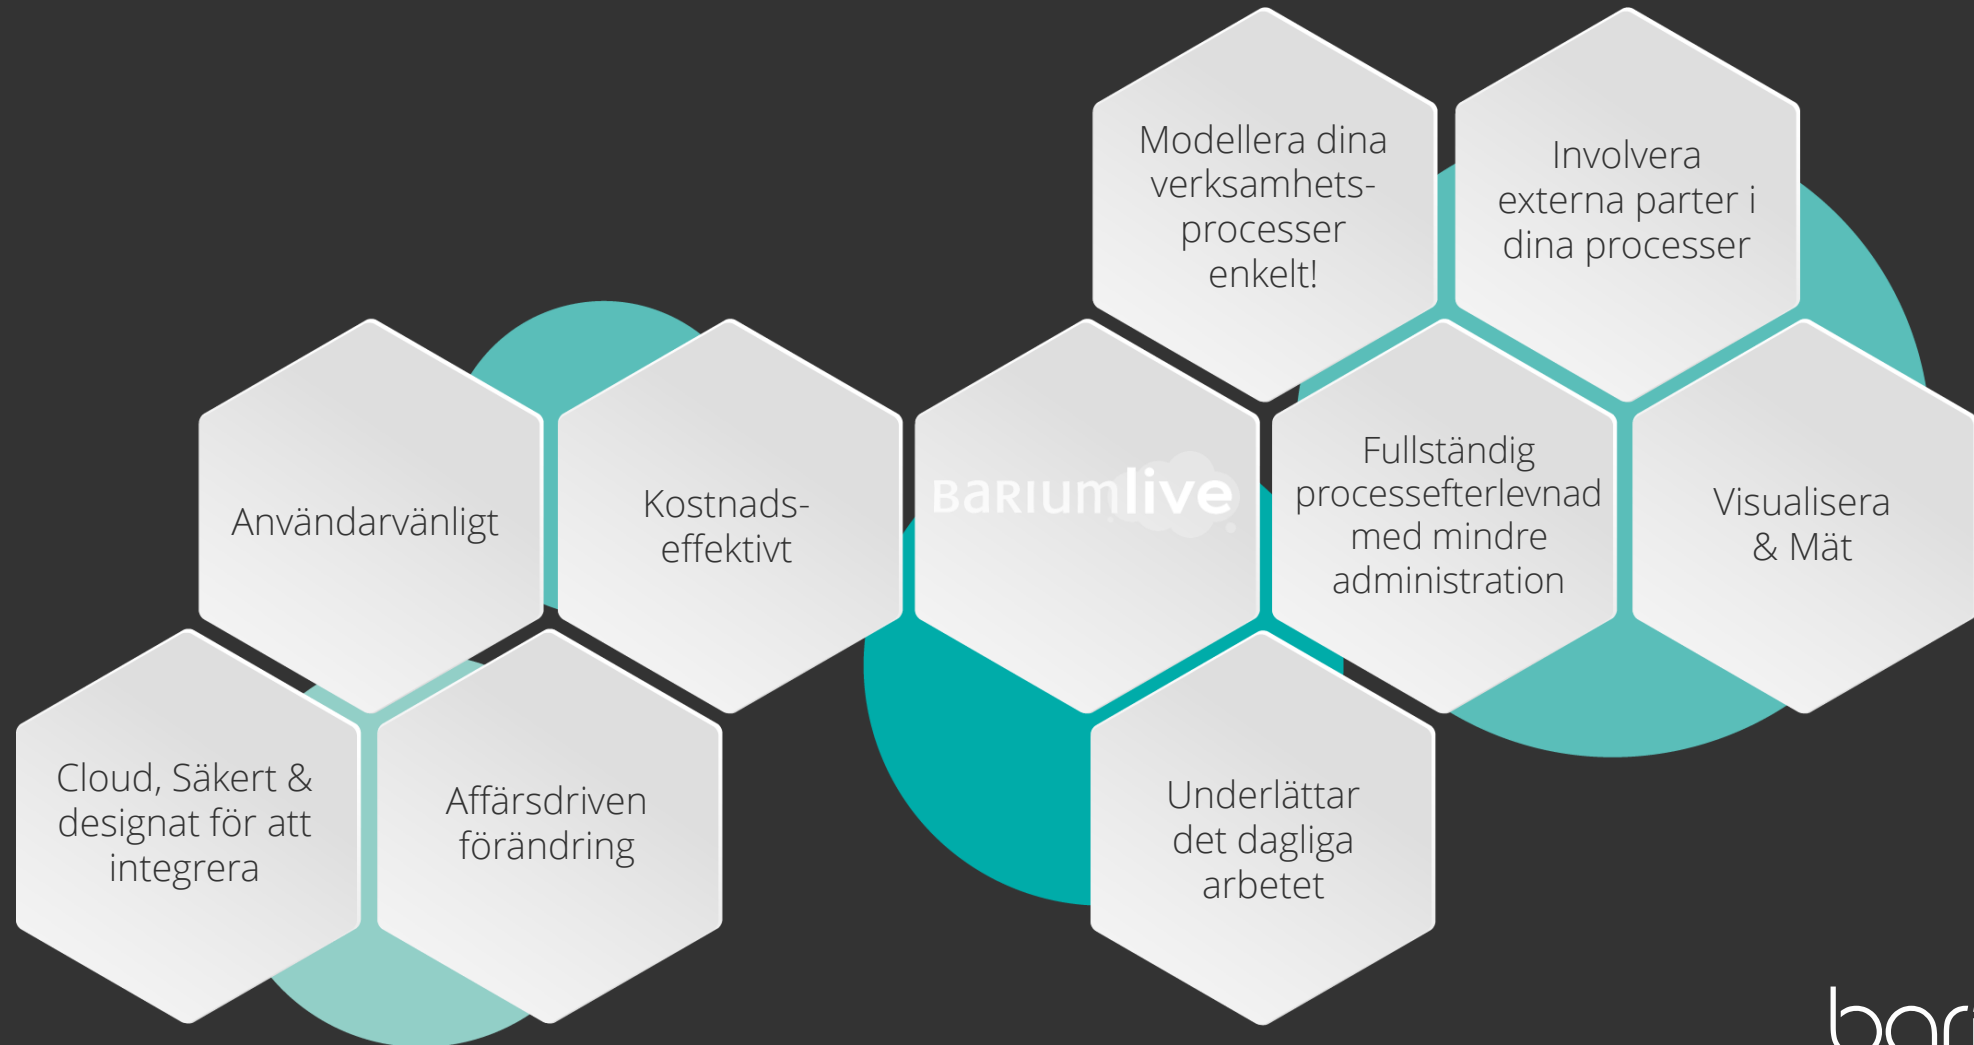 Modellera dina
verksamhets-
processer
enkelt!
Involvera
externa parter i
dina processer
Användarvänligt
Kostnads-
effektivt
BARIUMlive
Fullständig
processefterlevnad
med mindre
administration
Visualisera
& Mät
Cloud, Säkert &
designat för att
integrera
Affärsdriven
förändring
Underlättar
det dagliga
arbetet